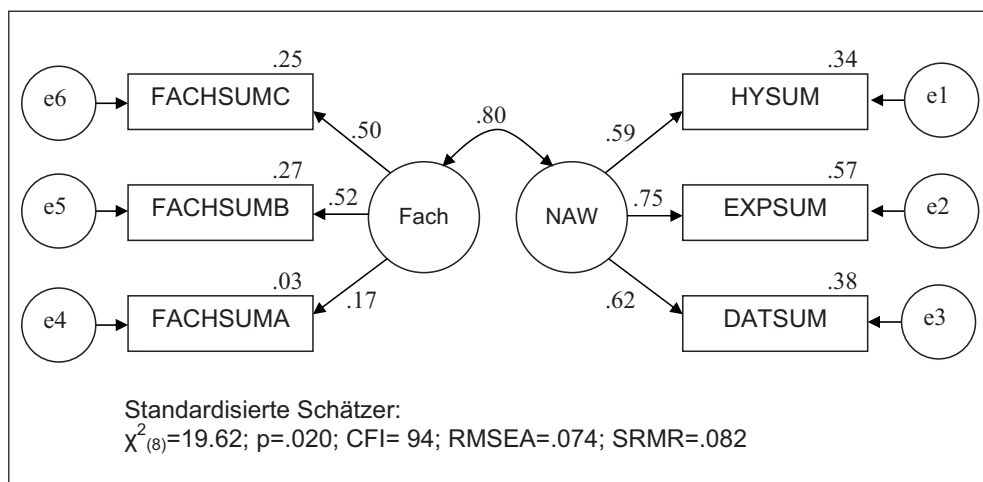 .25 .34
e6 FACHSUMC HYSUM e1
.80
.50 .59
.27 .57
e5 FACHSUMB .52 Fach NAW .75 EXPSUM e2
.03 .38
e4 FACHSUMA .17 .62 DATSUM e3
Standardisierte Schätzer:
χ²₍₈₎=19.62; p=.020; CFI= 94; RMSEA=.074; SRMR=.082